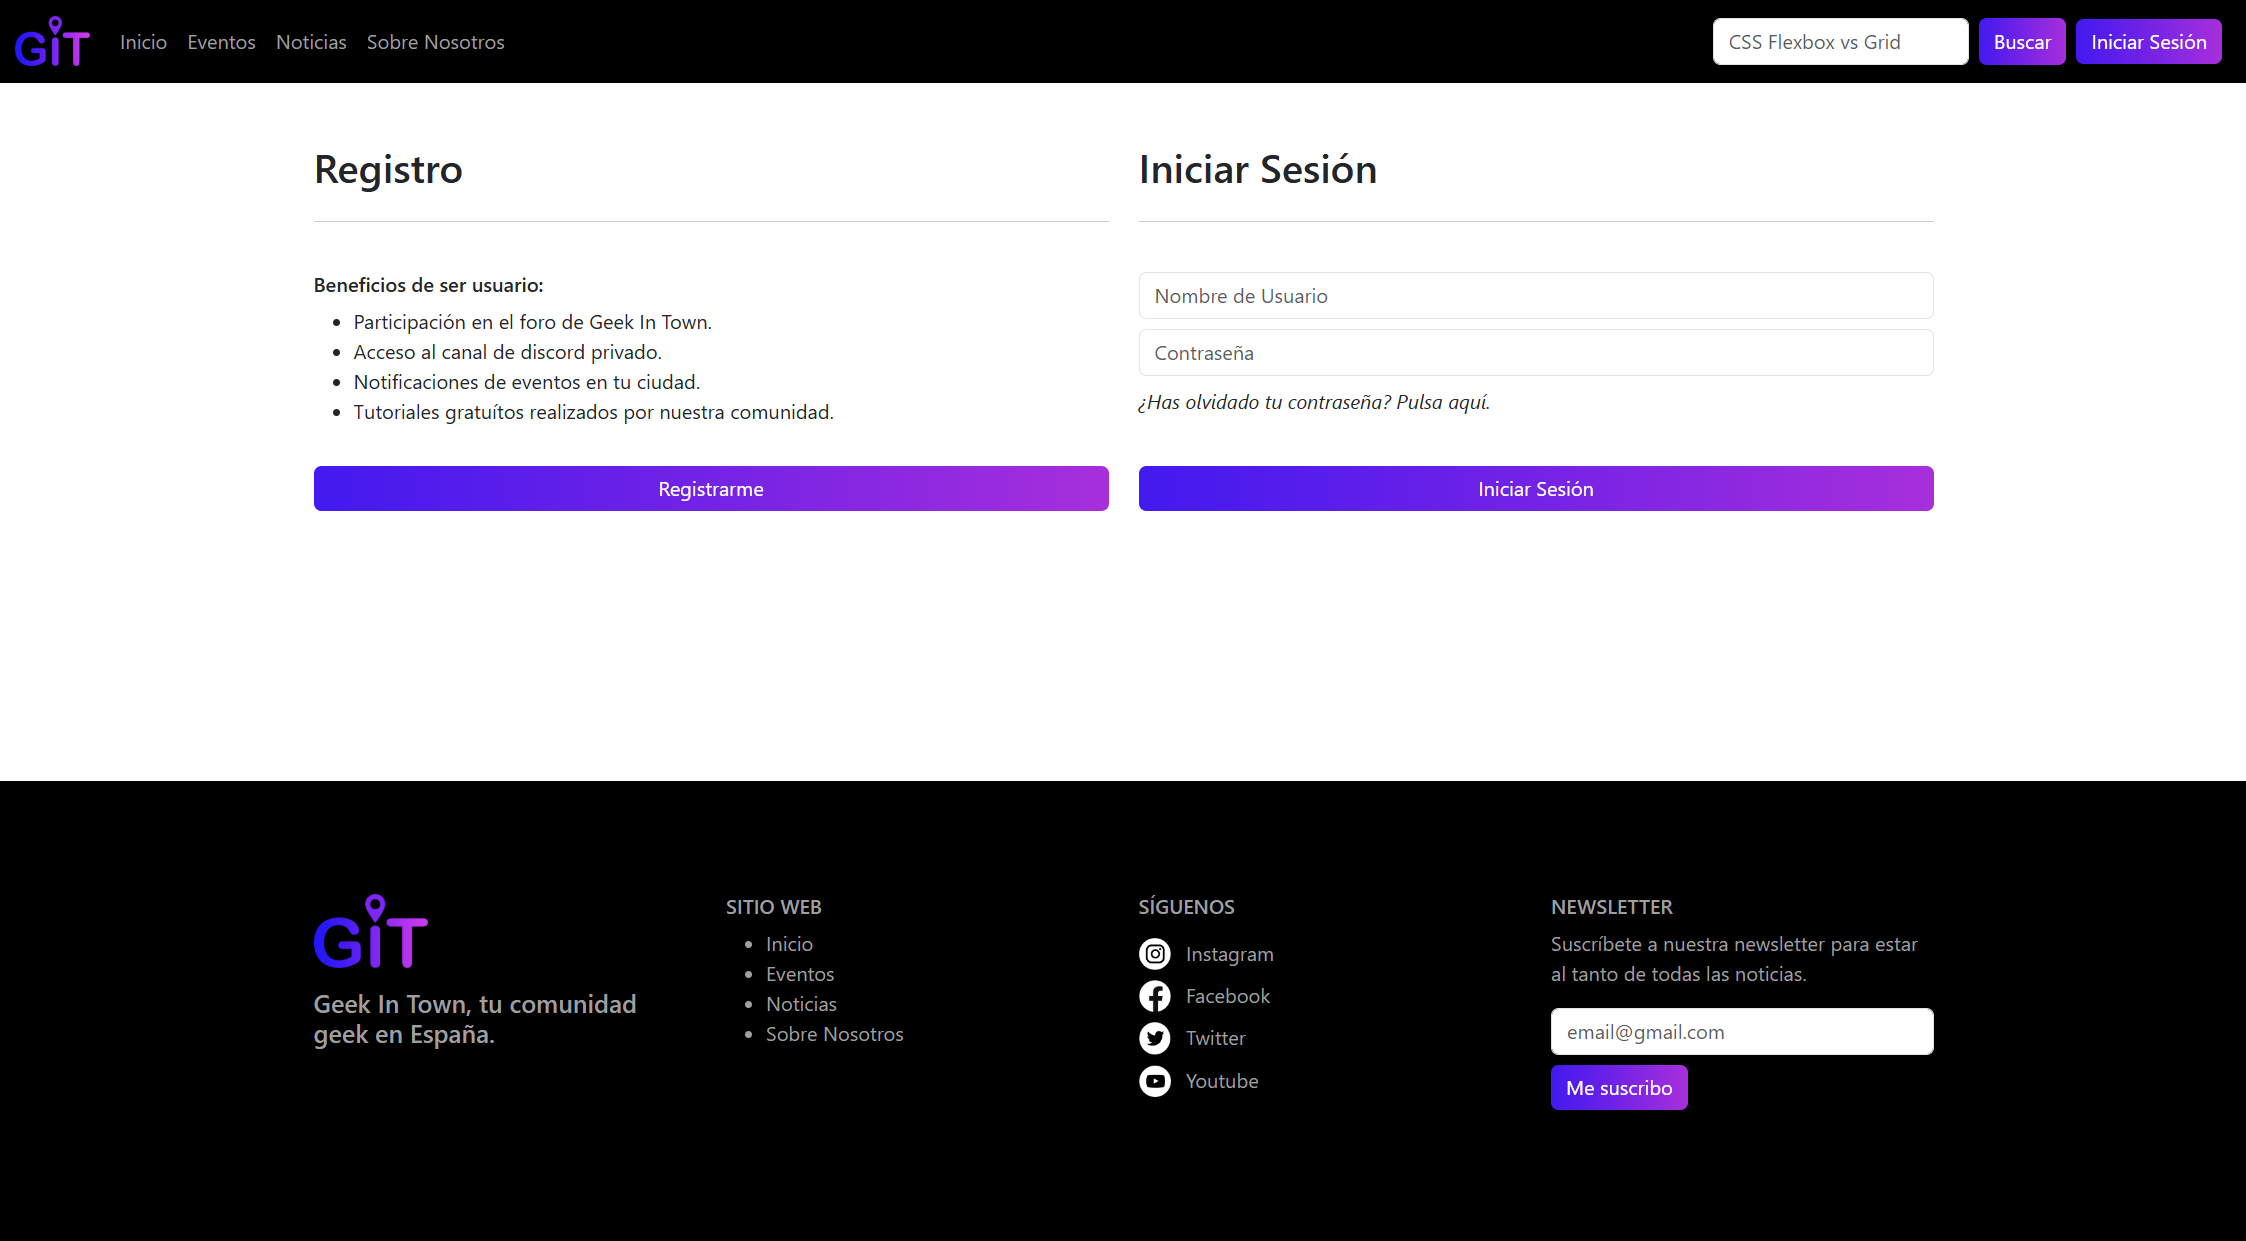 GiT
Inicio
Eventos
Noticias
Sobre Nosotros
CSS Flexbox vs Grid
Buscar
Iniciar Sesión
Registro
Beneficios de ser usuario:
Participación en el foro de Geek In Town.
Acceso al canal de discord privado.
Notificaciones de eventos en tu ciudad.
Tutoriales gratuítos realizados por nuestra comunidad.
Registrarme
Iniciar Sesión
Nombre de Usuario
Contraseña
¿Has olvidado tu contraseña? Pulsa aquí.
Iniciar Sesión
GiT
Geek In Town, tu comunidad
geek en España.
SITIO WEB
Inicio
Eventos
Noticias
Sobre Nosotros
SÍGUENOS
Instagram
Facebook
Twitter
Youtube
NEWSLETTER
Suscríbete a nuestra newsletter para estar
al tanto de todas las noticias.
email@gmail.com
Me suscribo